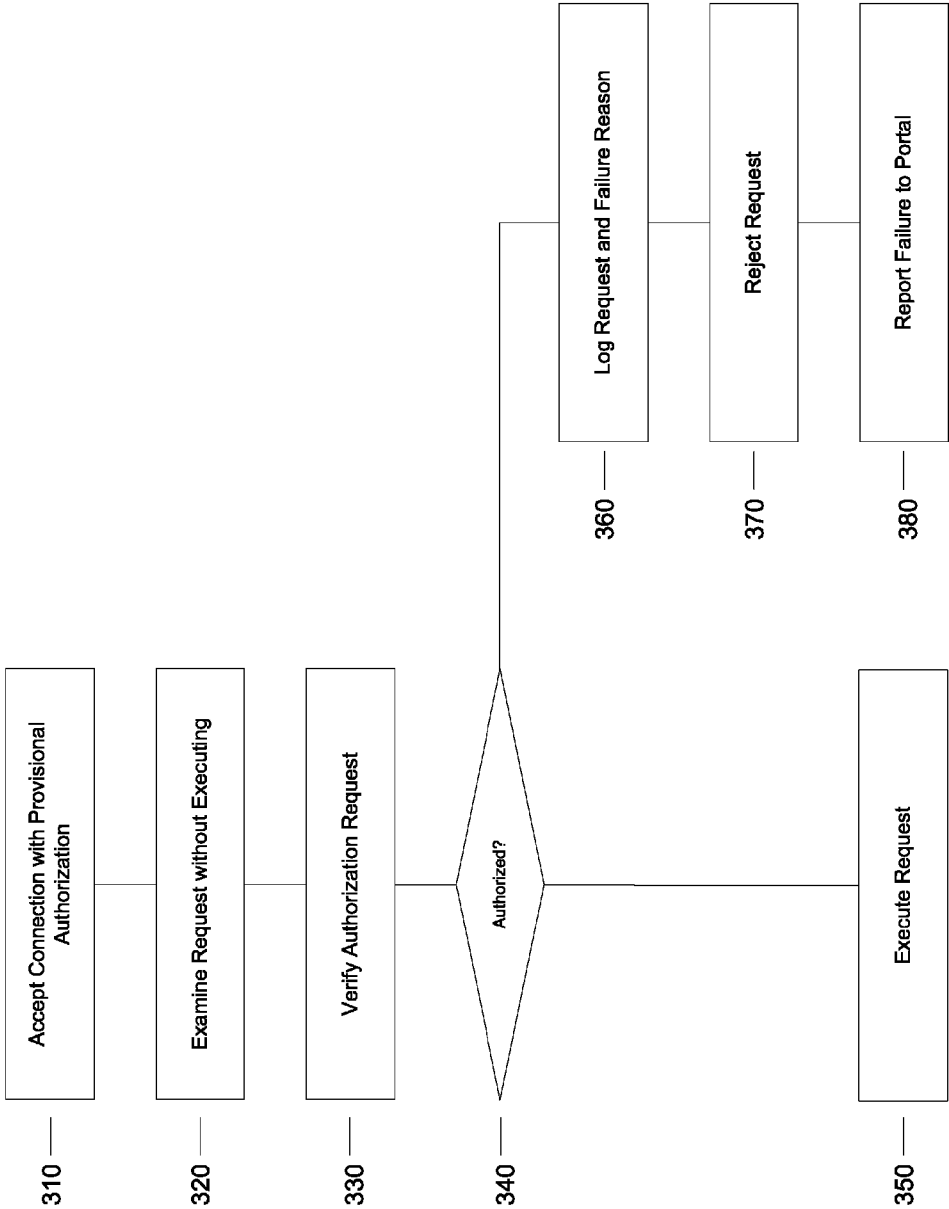 310
Accept Connection with Provisional
Authorization
320
Examine Request without Executing
330
Verify Authorization Request
340
Authorized?
350
Execute Request
360
Log Request and Failure Reason
370
Reject Request
380
Report Failure to Portal